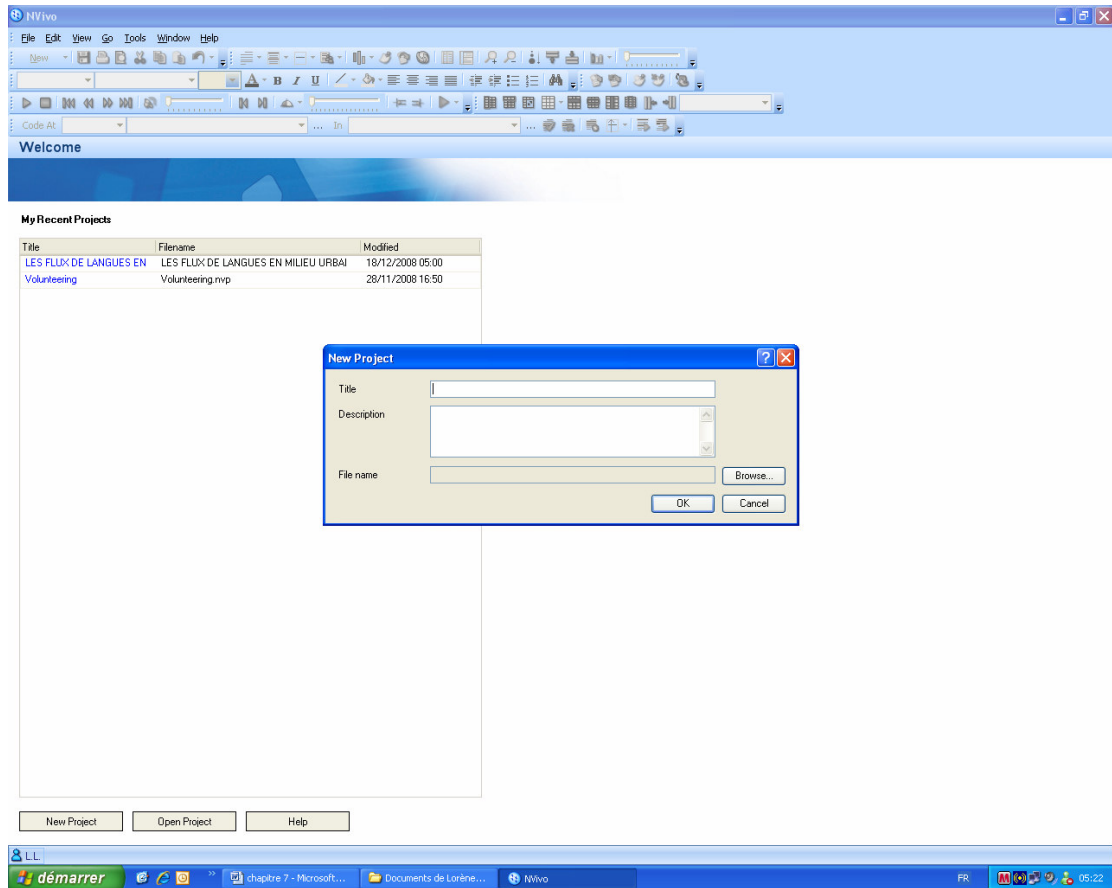 NVivo
File Edit View Go Tools Window Help
New
A B I U
Code At In
Welcome
My Recent Projects
Title Filename Modified
LES FLUX DE LANGUES EN LES FLUX DE LANGUES EN MILIEU URBAI 18/12/2008 05:00
Volunteering Volunteering.nvp 28/11/2008 16:50
New Project
Title
Description
File name Browse...
OK Cancel
New Project Open Project Help
L.L.
démarrer chapitre 7 - Microsoft... Documents de Lorène... NVivo FR 05:22